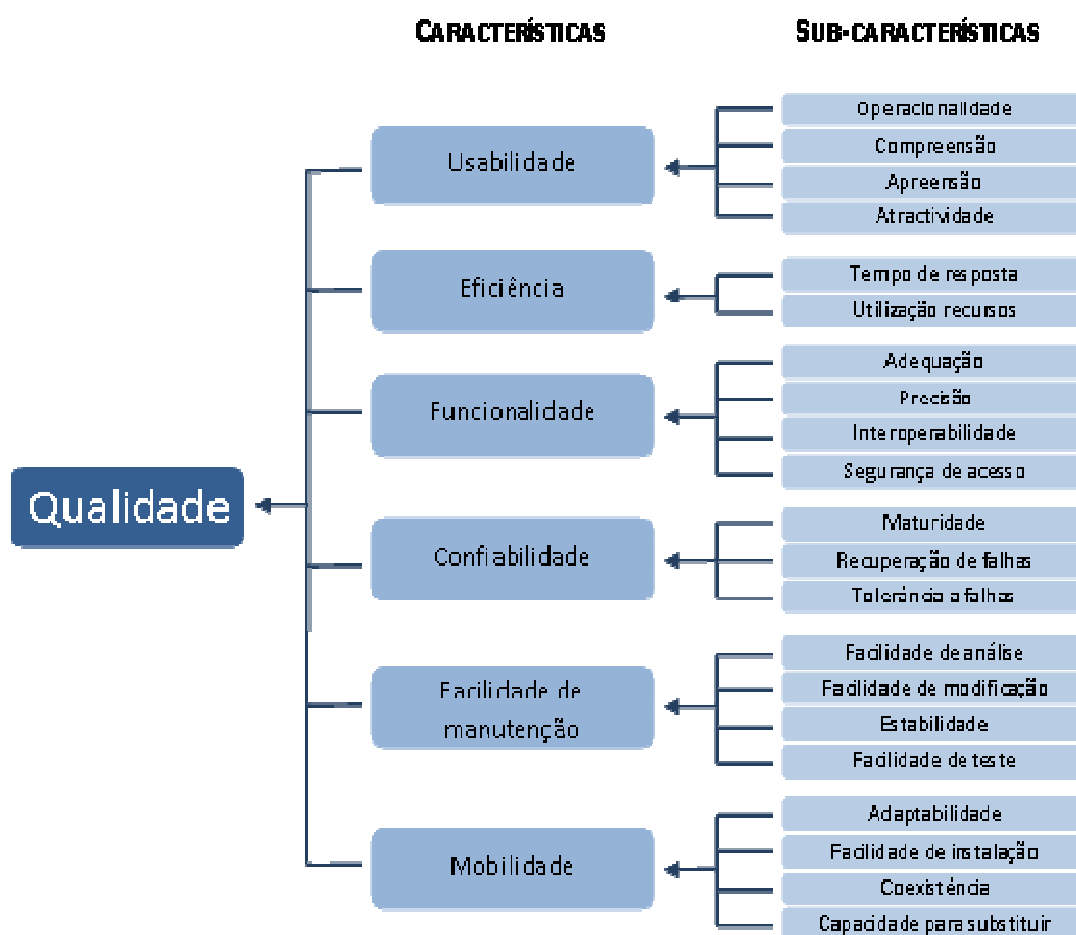 CARACTERÍSTICAS
SUB-CARACTERÍSTICAS
Qualidade
Usabilidade
Operacionalidade
Compreensão
Apreensão
Atractividade
Eficiência
Tempo de resposta
Utilização recursos
Funcionalidade
Adequação
Precisão
Interoperabilidade
Segurança de acesso
Confiabilidade
Maturidade
Recuperação de falhas
Tolerância a falhas
Facilidade de
manutenção
Facilidade de análise
Facilidade de modificação
Estabilidade
Facilidade de teste
Mobilidade
Adaptabilidade
Facilidade de instalação
Coexistência
Capacidade para substituir